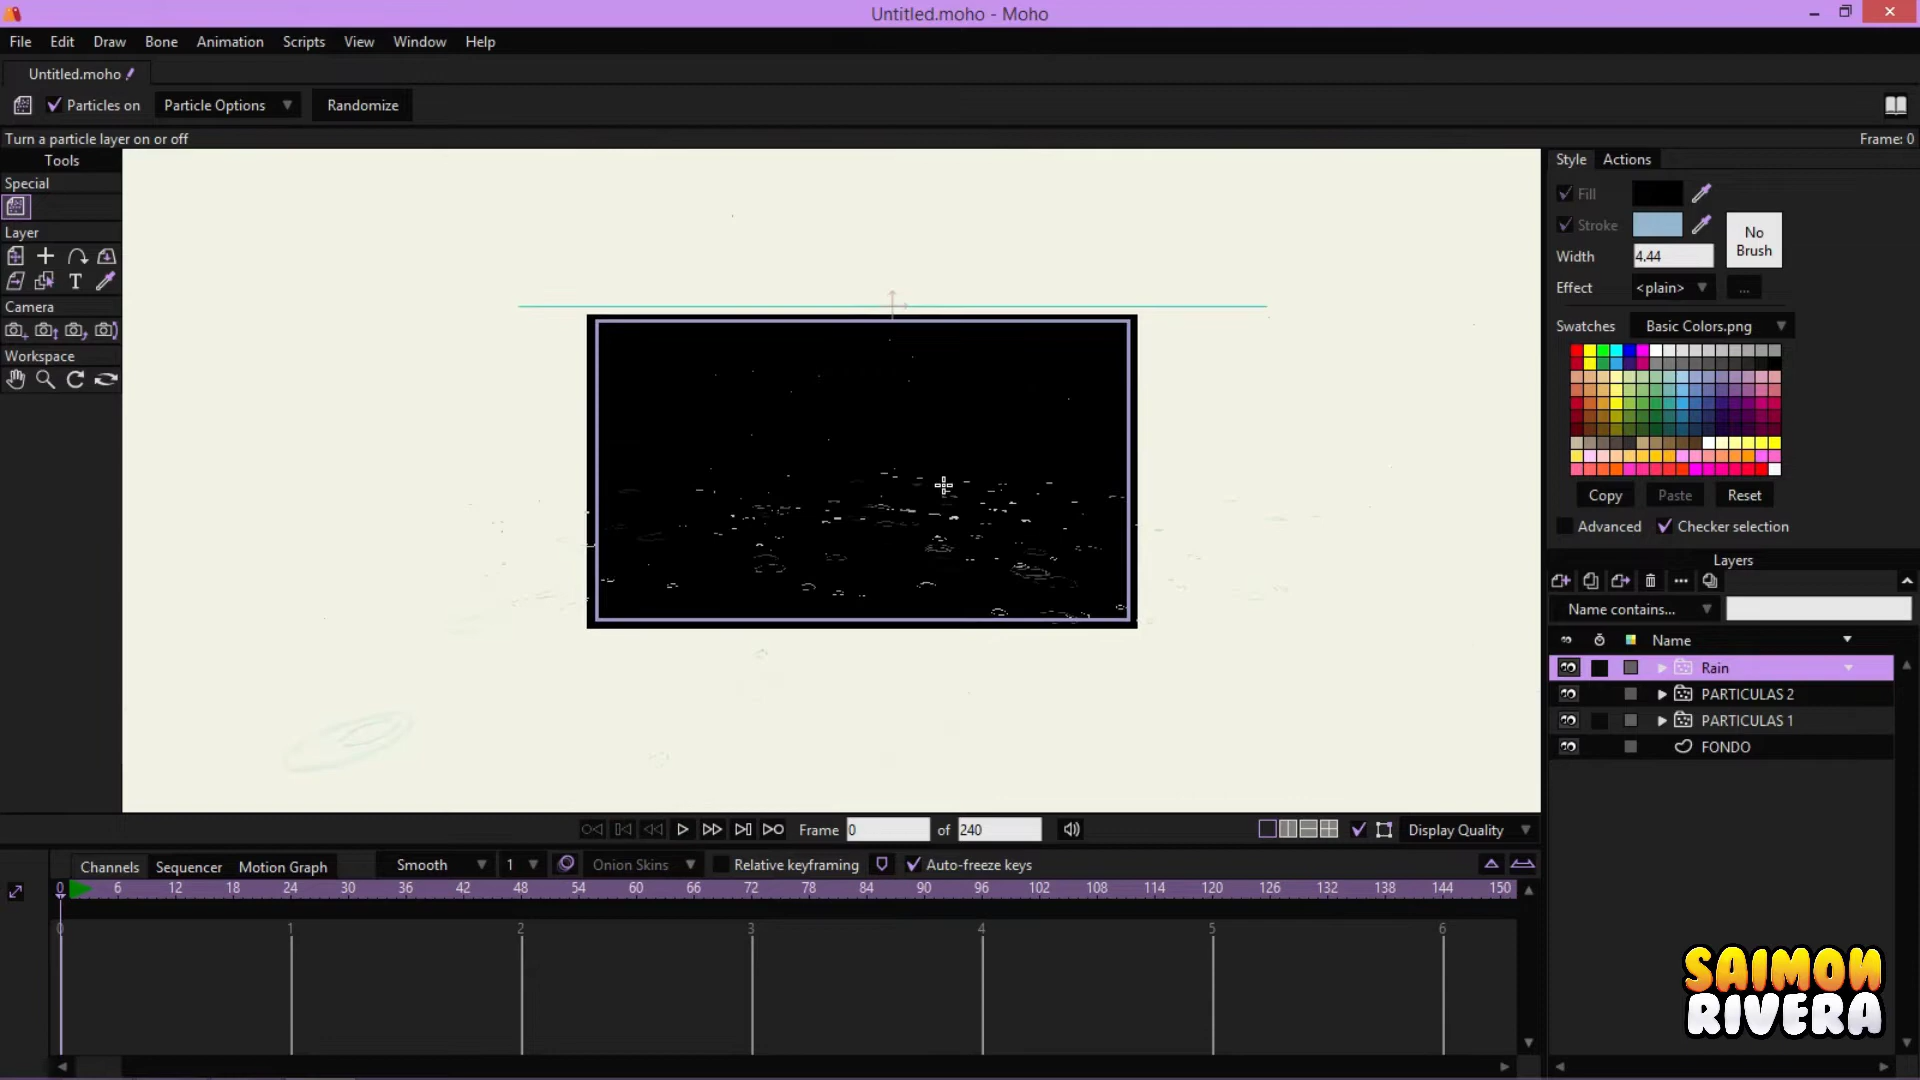 Untitled.moho - Moho
File Edit Draw Bone Animation Scripts View Window Help
Untitled.moho
Particles on Particle Options Randomize
Turn a particle layer on or off Frame: 0
Tools
Special
Layer
T
Camera
Workspace
Style Actions
Fill
Stroke
No Brush
Width 4.44
Effect <plain> ...
Swatches Basic Colors.png
Copy Paste Reset
Advanced Checker selection
Layers
Name contains...
Name
Rain
PARTICULAS 2
PARTICULAS 1
FONDO
Frame 0 of 240 Display Quality
Channels Sequencer Motion Graph Smooth 1 Onion Skins Relative keyframing Auto-freeze keys
0 6 12 18 24 30 36 42 48 54 60 66 72 78 84 90 96 102 108 114 120 126 132 138 144 150
0 1 2 3 4 5 6
SAIMON
RIVERA